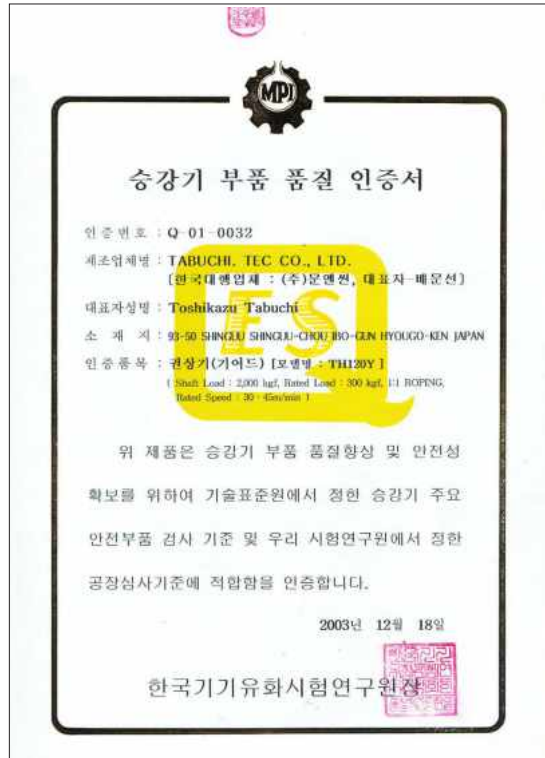 MPI
승강기 부품 품질 인증서
인증번호 : Q-01-0032
제조업체명 : TABUCHI. TEC CO., LTD.
[한국대행업체 : (주)문앤썬, 대표자-배문선]
대표자성명 : Toshikazu Tabuchi
소 재 지 : 93-50 SHINGUU SHINGUU-CHOU IBO-GUN HYOUGO-KEN JAPAN
인증품목 : 권상기(기어드) [모델명 : TH120Y ]
[ Shaft Load : 2,000 kgf, Rated Load : 300 kgf, 1:1 ROPING,
Rated Speed : 30 - 45m/min ]
ESQ
위 제품은 승강기 부품 품질향상 및 안전성
확보를 위하여 기술표준원에서 정한 승강기 주요
안전부품 검사 기준 및 우리 시험연구원에서 정한
공장심사기준에 적합함을 인증합니다.
2003년 12월 18일
한국기기유화시험연구원장